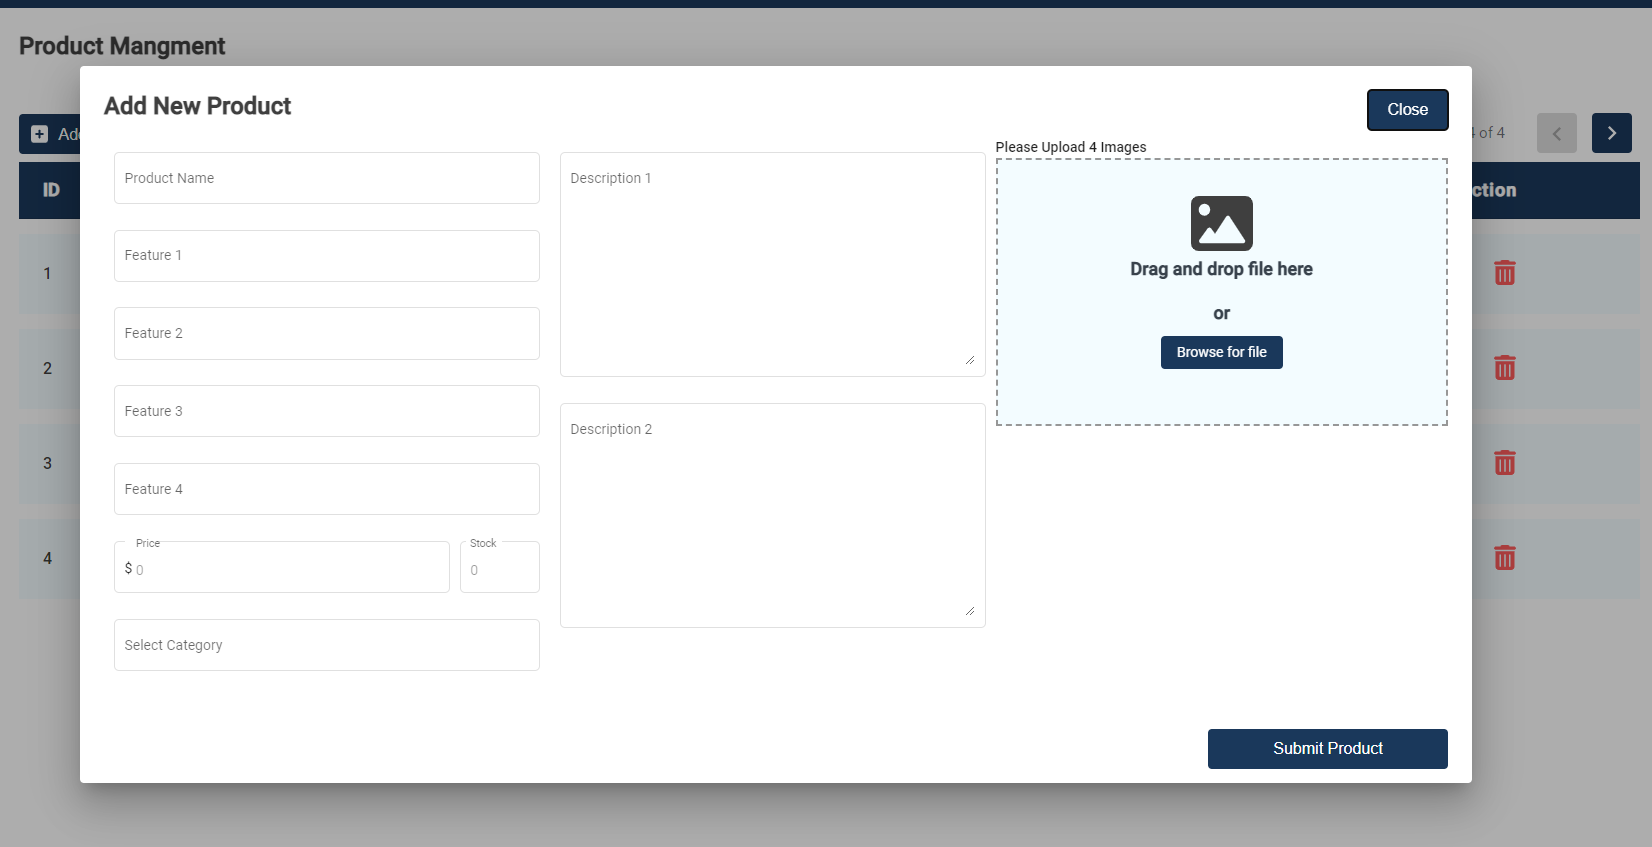 Product Mangment
Add New Product
Close
Ad
of 4
ID
ction
1
2
3
4
Product Name
Feature 1
Feature 2
Feature 3
Feature 4
Price
$ 0
Stock
0
Select Category
Description 1
Description 2
Please Upload 4 Images
Drag and drop file here
or
Browse for file
Submit Product